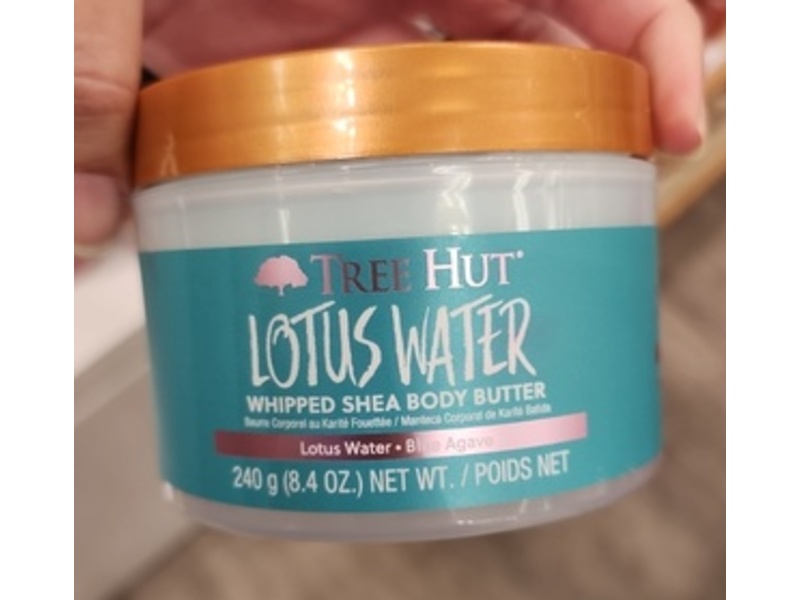 TREE HUT®
LOTUS WATER
WHIPPED SHEA BODY BUTTER
Beurre Corporel au Karité Fouettée / Manteca Corporal de Karité Batida
Lotus Water • Blue Agave
240 g (8.4 OZ.) NET WT. / POIDS NET